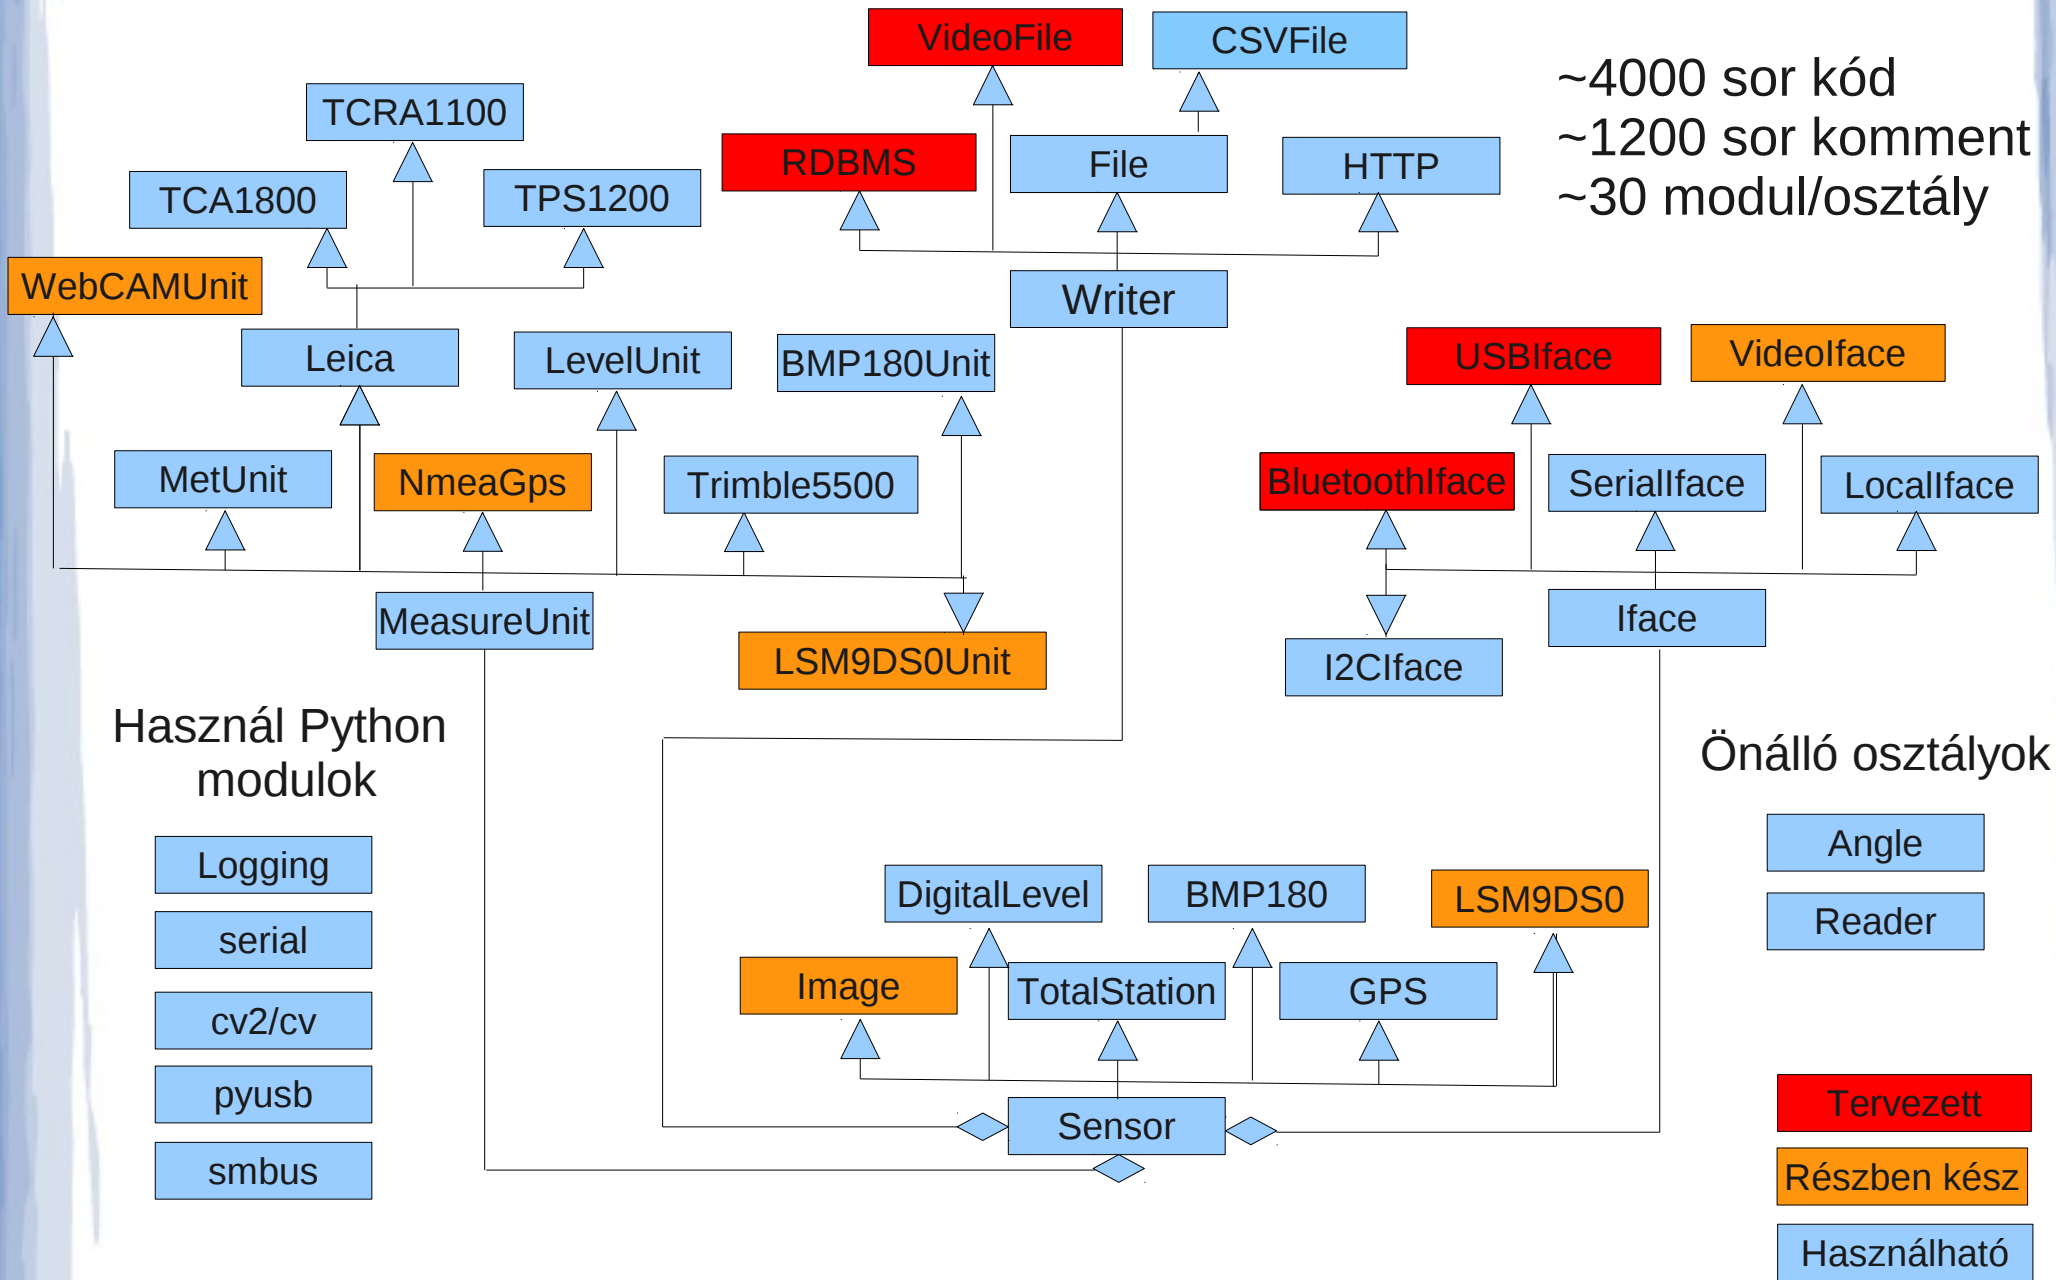 VideoFile
CSVFile
~4000 sor kód
~1200 sor komment
~30 modul/osztály
TCRA1100
RDBMS
File
HTTP
TCA1800
TPS1200
WebCAMUnit
Writer
Leica
LevelUnit
BMP180Unit
USBIface
VideoIface
MetUnit
NmeaGps
Trimble5500
BluetoothIface
SerialIface
LocalIface
MeasureUnit
Iface
LSM9DS0Unit
I2CIface
Használ Python
modulok
Önálló osztályok
Logging
serial
cv2/cv
pyusb
smbus
DigitalLevel
BMP180
LSM9DS0
Image
TotalStation
GPS
Sensor
Angle
Reader
Tervezett
Részben kész
Használható